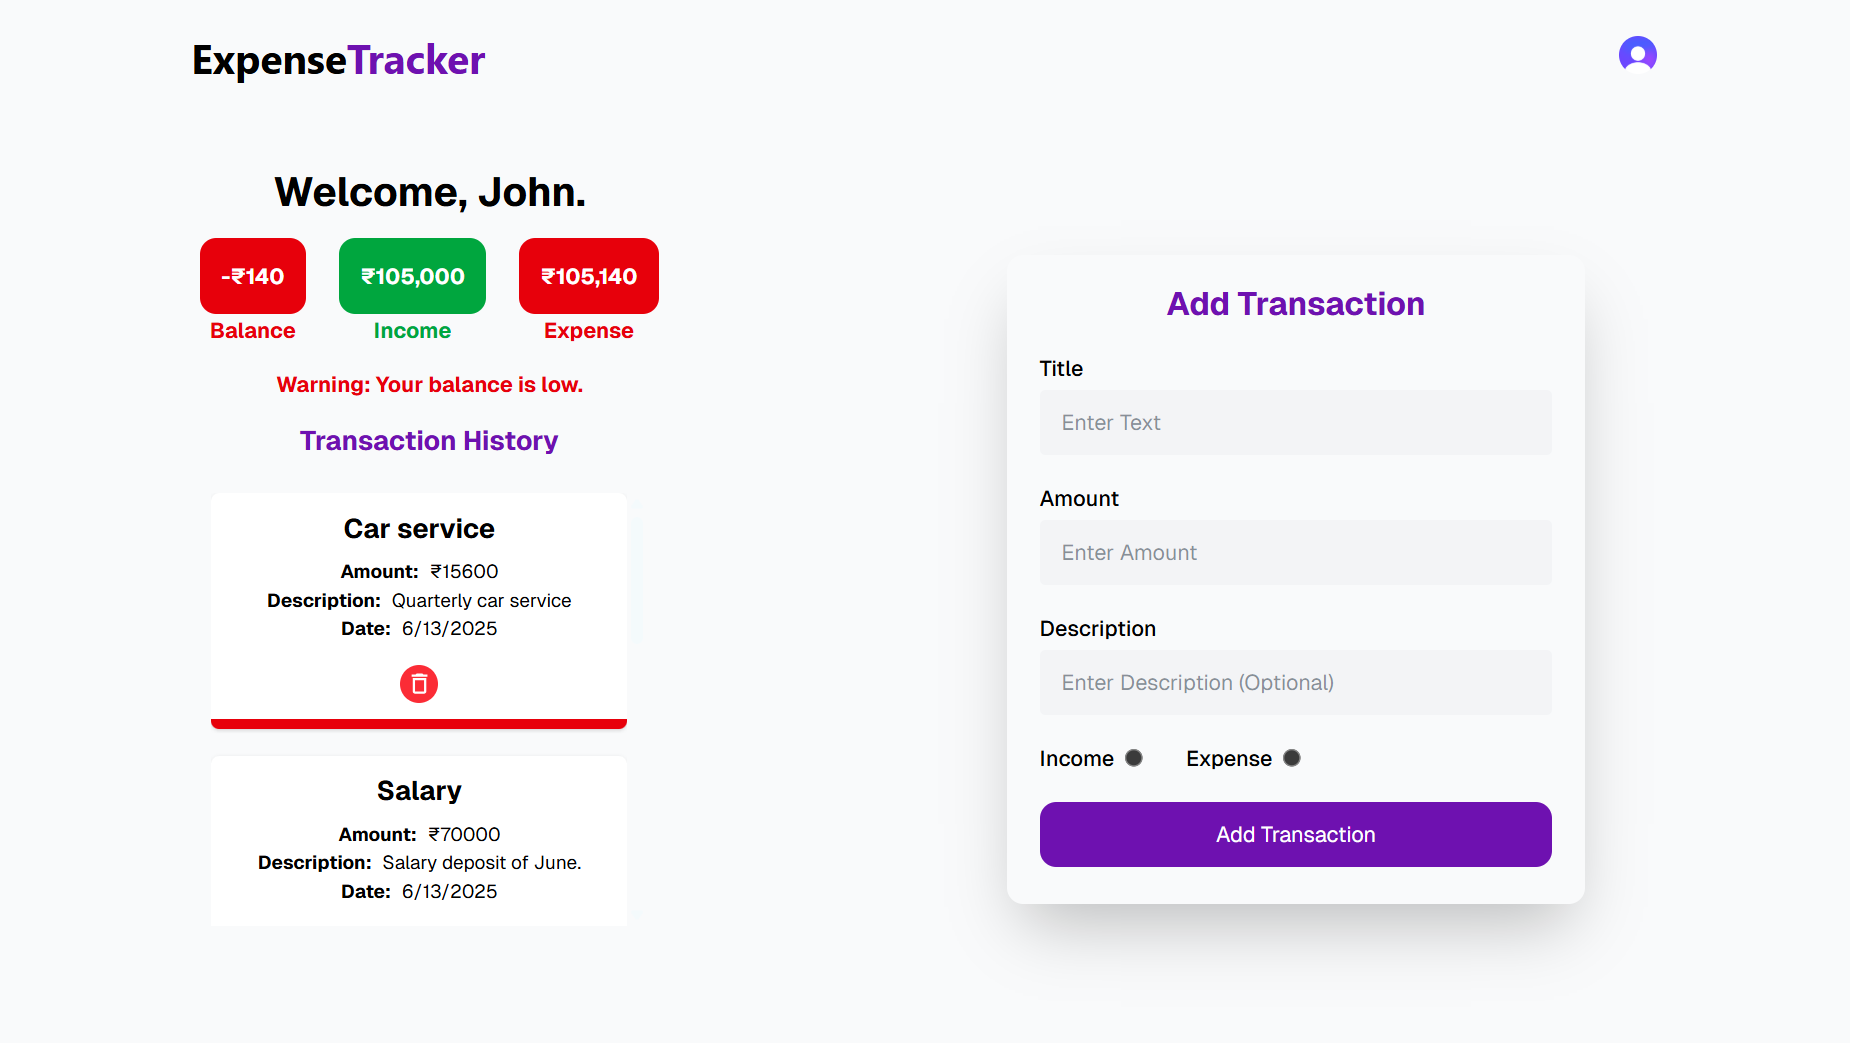 ExpenseTracker
Welcome, John.
-₹140 ₹105,000 ₹105,140
Balance Income Expense
Warning: Your balance is low.
Transaction History
Car service
Amount: ₹15600
Description: Quarterly car service
Date: 6/13/2025
Salary
Amount: ₹70000
Description: Salary deposit of June.
Date: 6/13/2025
Add Transaction
Title
Enter Text
Amount
Enter Amount
Description
Enter Description (Optional)
Income Expense
Add Transaction